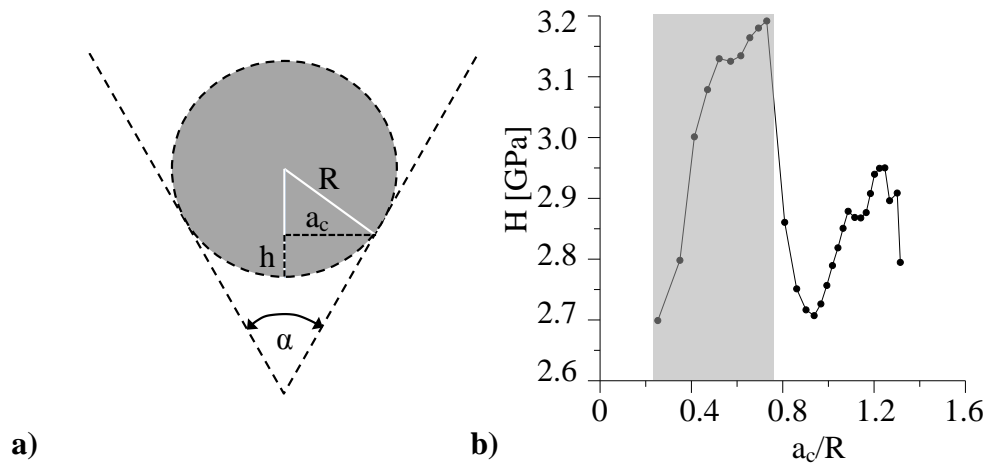 R
a_c
h
α
a)
H [GPa]
3.2
3.1
3.0
2.9
2.8
2.7
2.6
0 0.4 0.8 1.2 1.6
a_c/R
b)